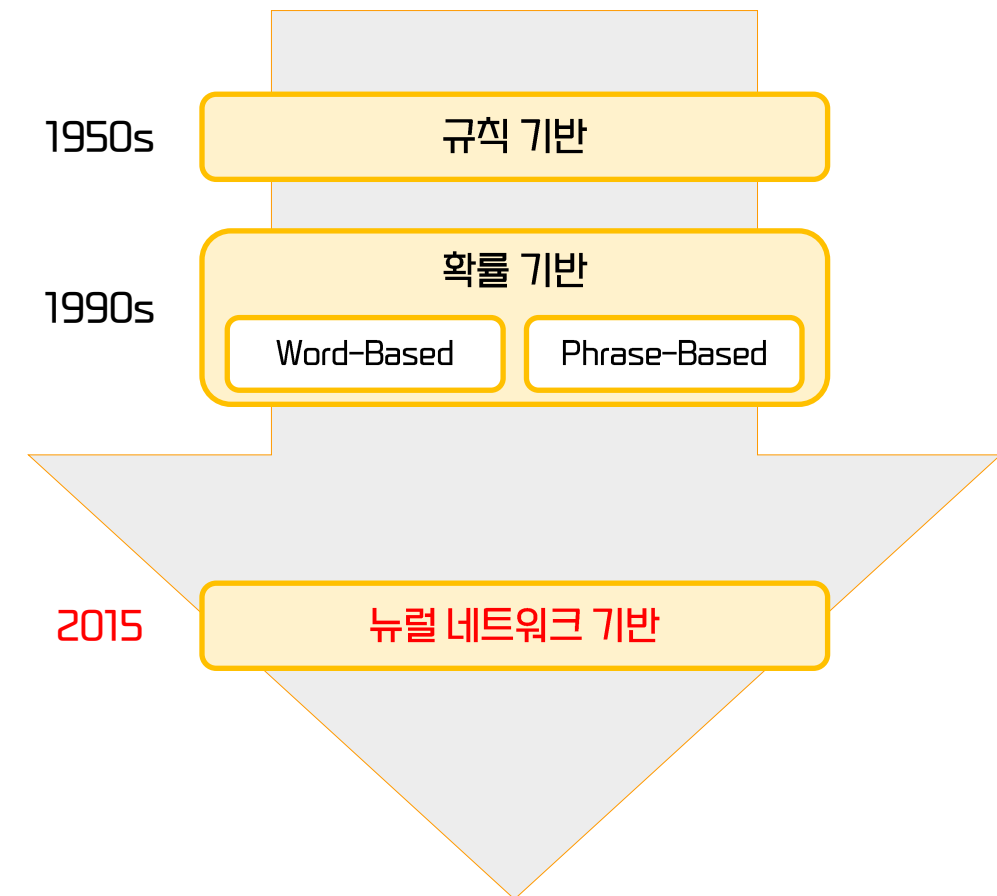 1950s
규칙 기반
1990s
확률 기반
Word-Based
Phrase-Based
2015
뉴럴 네트워크 기반